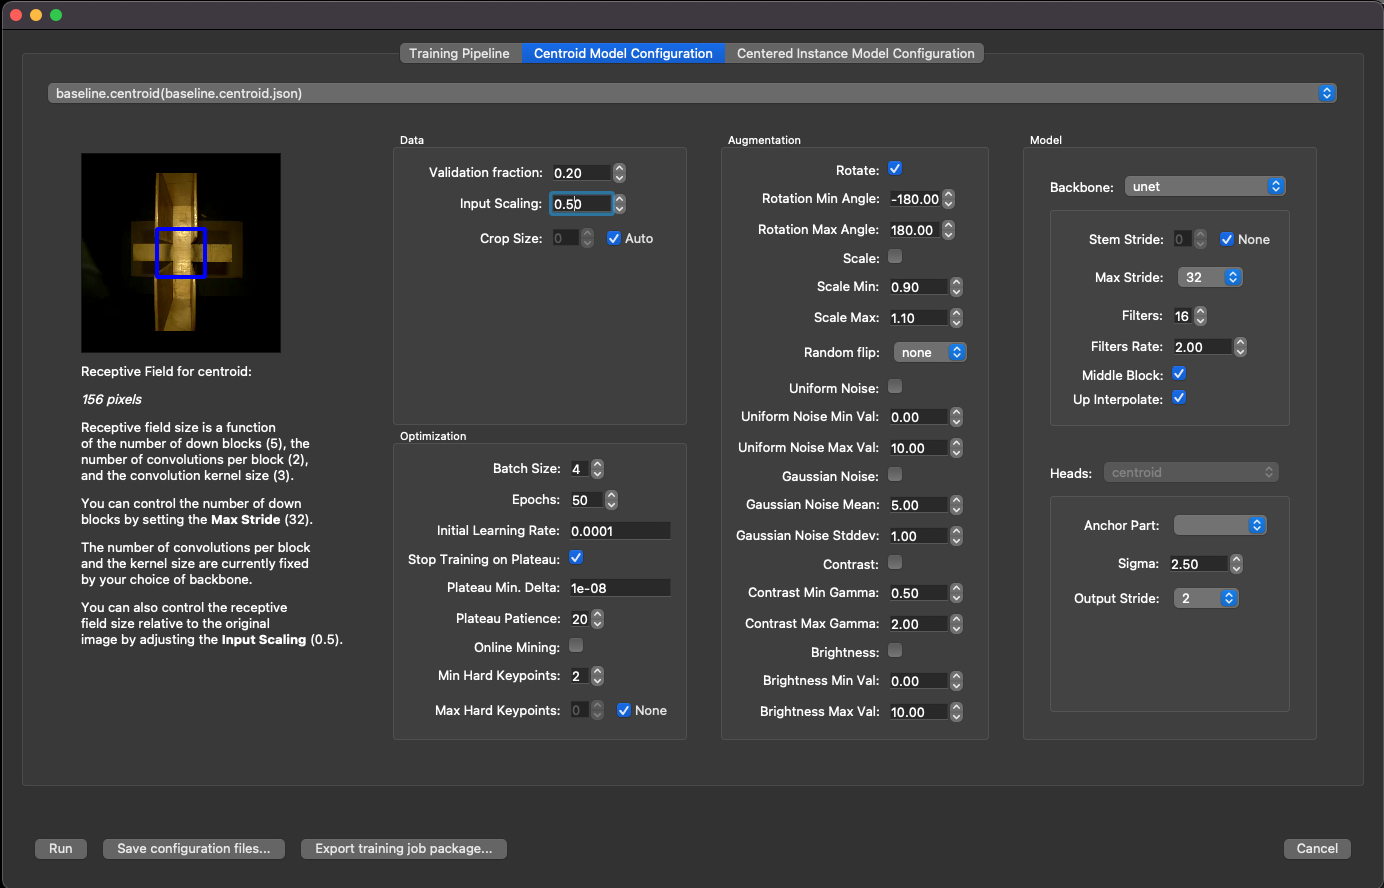 Training Pipeline
Centroid Model Configuration
Centered Instance Model Configuration
baseline.centroid(baseline.centroid.json)
Receptive Field for centroid:
156 pixels
Receptive field size is a function
of the number of down blocks (5), the
number of convolutions per block (2),
and the convolution kernel size (3).
You can control the number of down
blocks by setting the Max Stride (32).
The number of convolutions per block
and the kernel size are currently fixed
by your choice of backbone.
You can also control the receptive
field size relative to the original
image by adjusting the Input Scaling (0.5).
Data
Validation fraction: 0.20
Input Scaling: 0.50
Crop Size: 0 Auto
Optimization
Batch Size: 4
Epochs: 50
Initial Learning Rate: 0.0001
Stop Training on Plateau:
Plateau Min. Delta: 1e-08
Plateau Patience: 20
Online Mining:
Min Hard Keypoints: 2
Max Hard Keypoints: 0 None
Augmentation
Rotate:
Rotation Min Angle: -180.00
Rotation Max Angle: 180.00
Scale:
Scale Min: 0.90
Scale Max: 1.10
Random flip: none
Uniform Noise:
Uniform Noise Min Val: 0.00
Uniform Noise Max Val: 10.00
Gaussian Noise:
Gaussian Noise Mean: 5.00
Gaussian Noise Stddev: 1.00
Contrast:
Contrast Min Gamma: 0.50
Contrast Max Gamma: 2.00
Brightness:
Brightness Min Val: 0.00
Brightness Max Val: 10.00
Model
Backbone: unet
Stem Stride: 0 None
Max Stride: 32
Filters: 16
Filters Rate: 2.00
Middle Block:
Up Interpolate:
Heads: centroid
Anchor Part:
Sigma: 2.50
Output Stride: 2
Run
Save configuration files...
Export training job package...
Cancel